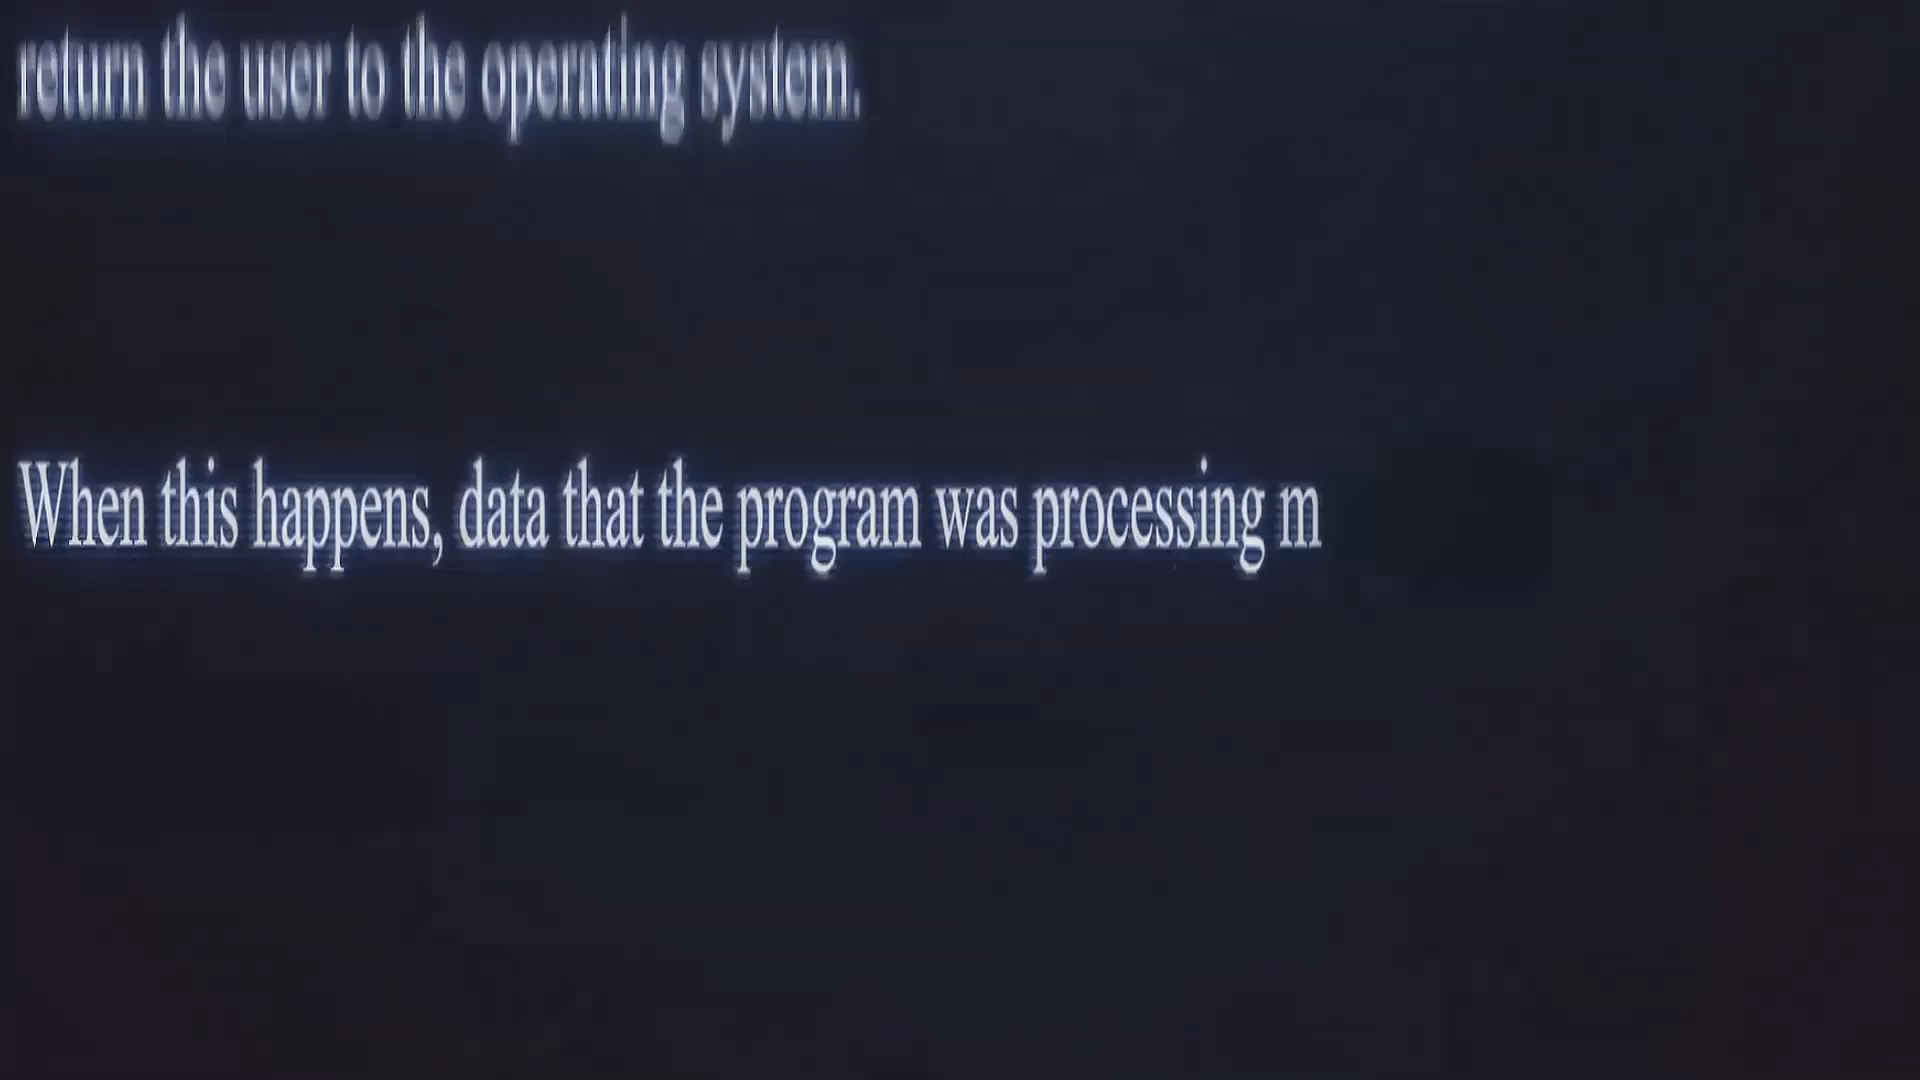 return the user to the operating system.
When this happens, data that the program was processing m